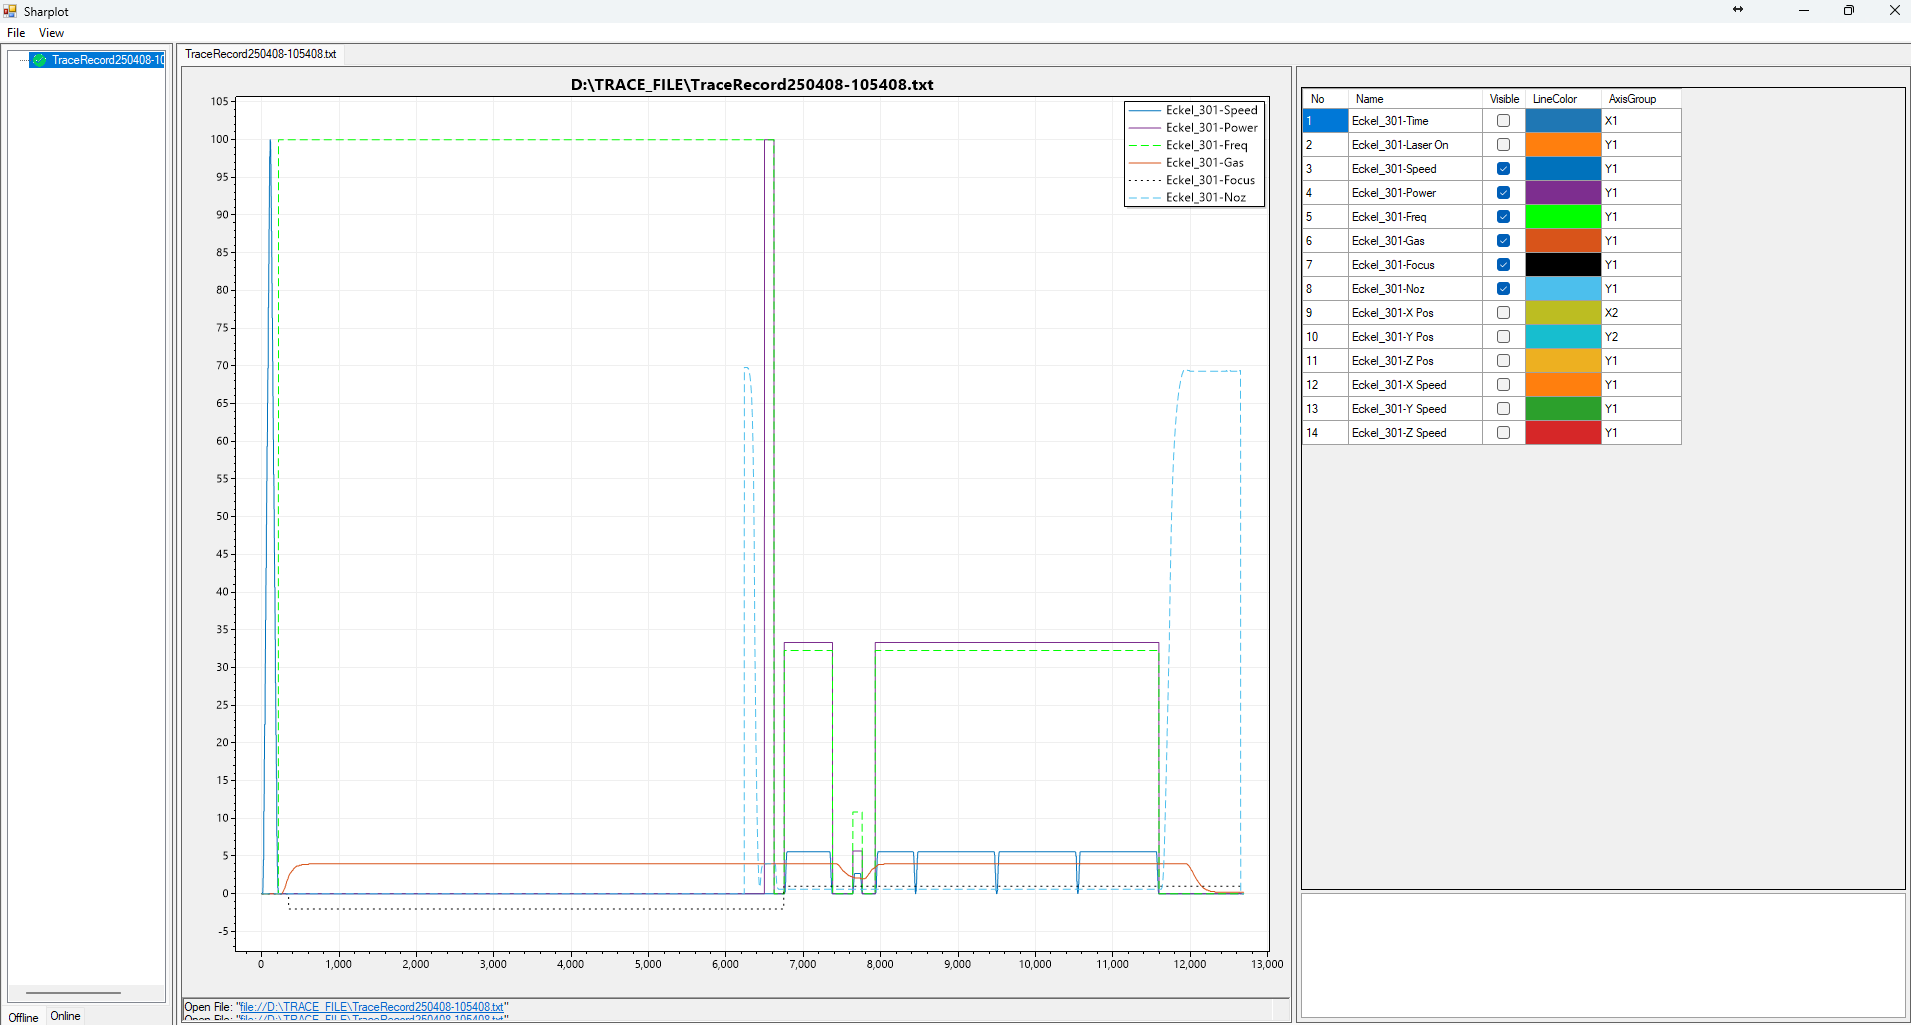 Sharplot
File View
TraceRecord250408-10
TraceRecord250408-105408.txt
D:\TRACE_FILE\TraceRecord250408-105408.txt
105
100
95
90
85
80
75
70
65
60
55
50
45
40
35
30
25
20
15
10
5
0
-5
0 1,000 2,000 3,000 4,000 5,000 6,000 7,000 8,000 9,000 10,000 11,000 12,000 13,000
Eckel_301-Speed
Eckel_301-Power
Eckel_301-Freq
Eckel_301-Gas
Eckel_301-Focus
Eckel_301-Noz
No Name Visible LineColor AxisGroup
1 Eckel_301-Time X1
2 Eckel_301-Laser On Y1
3 Eckel_301-Speed Y1
4 Eckel_301-Power Y1
5 Eckel_301-Freq Y1
6 Eckel_301-Gas Y1
7 Eckel_301-Focus Y1
8 Eckel_301-Noz Y1
9 Eckel_301-X Pos X2
10 Eckel_301-Y Pos Y2
11 Eckel_301-Z Pos Y1
12 Eckel_301-X Speed Y1
13 Eckel_301-Y Speed Y1
14 Eckel_301-Z Speed Y1
Open File: "file://D:\TRACE_FILE\TraceRecord250408-105408.txt"
Open File: "file://D:\TRACE_FILE\TraceRecord250408-105408.txt"
Offline Online